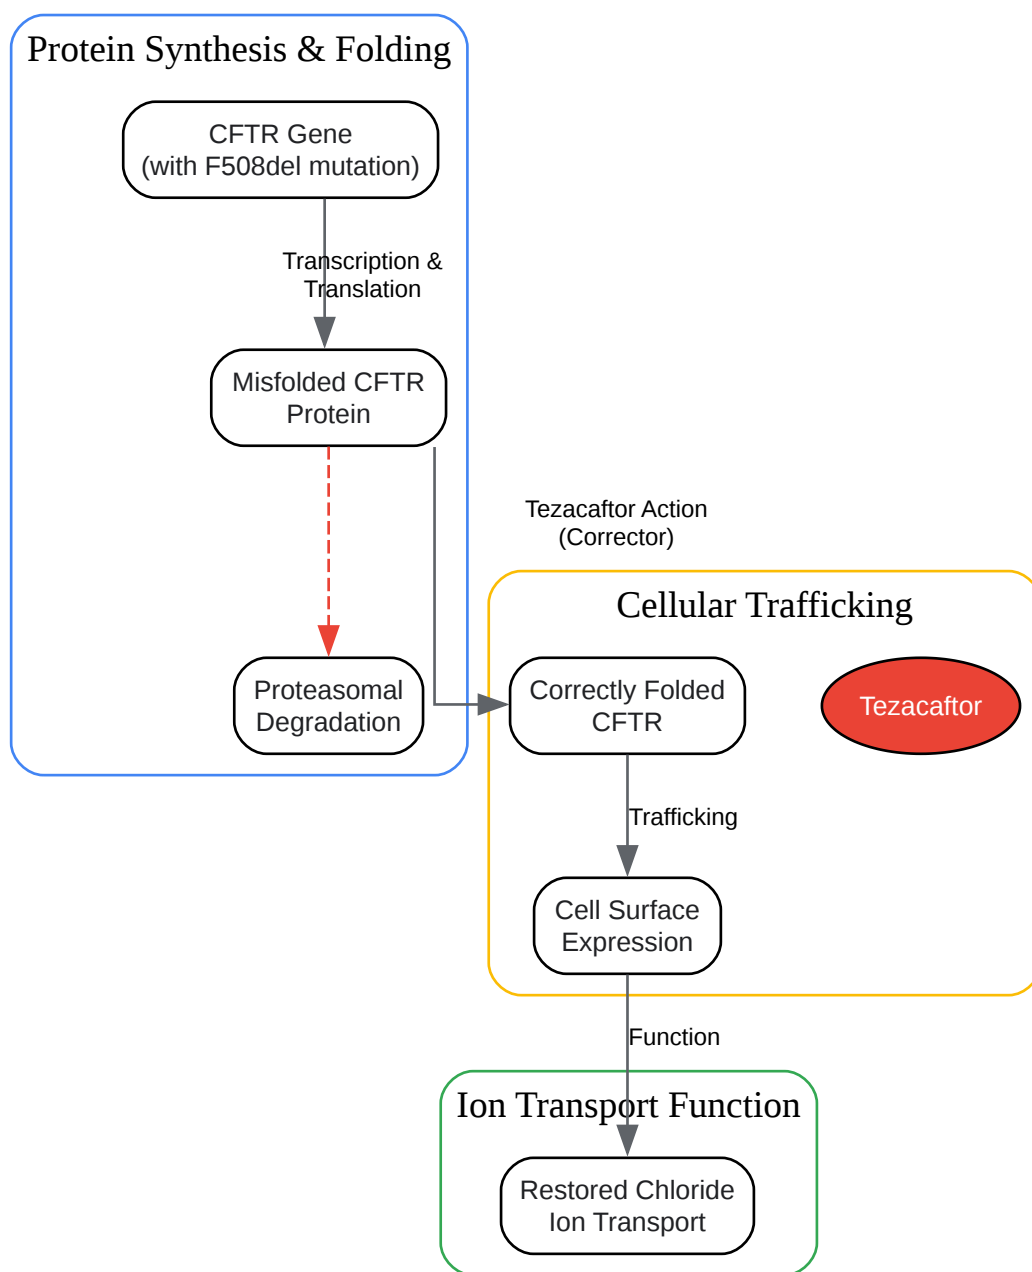 Protein Synthesis & Folding
CFTR Gene
(with F508del mutation)
Transcription &
Translation
Misfolded CFTR
Protein
Tezacaftor Action
(Corrector)
Cellular Trafficking
Proteasomal
Degradation
Correctly Folded
CFTR
Tezacaftor
Trafficking
Cell Surface
Expression
Function
Ion Transport Function
Restored Chloride
Ion Transport